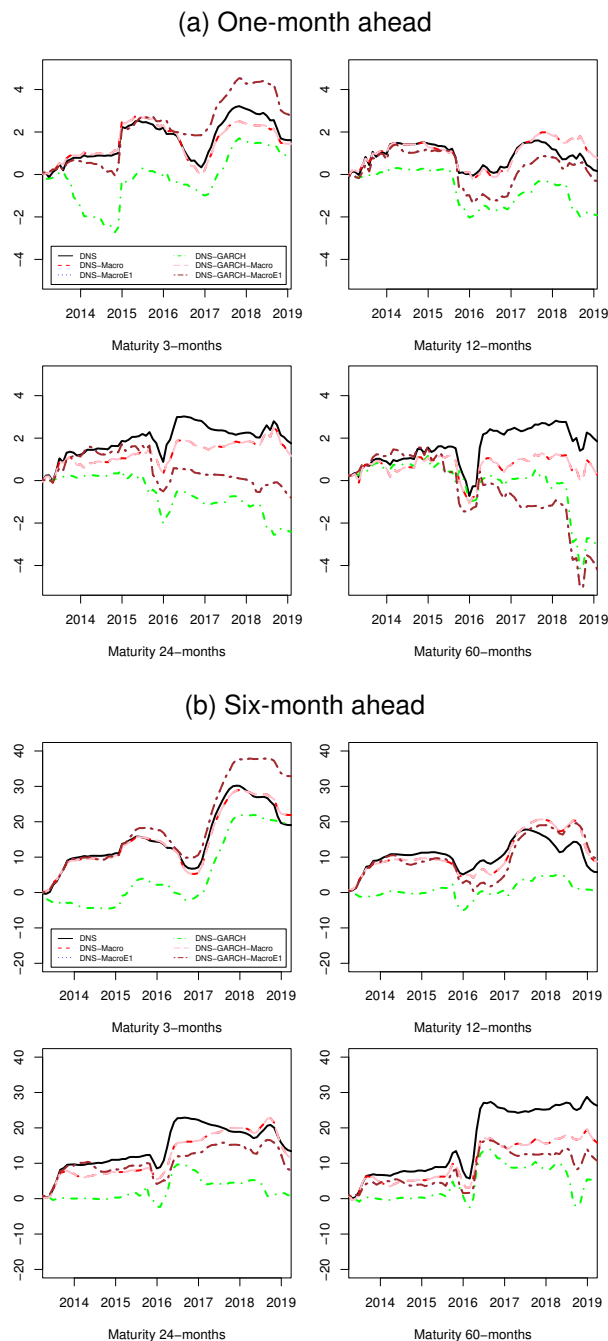 (a) One-month ahead
4
2
0
-2
-4
DNS
DNS-Macro
DNS-MacroE1
DNS-GARCH
DNS-GARCH-Macro
DNS-GARCH-MacroE1
2014 2015 2016 2017 2018 2019
Maturity 3-months
4
2
0
-2
-4
2014 2015 2016 2017 2018 2019
Maturity 12-months
4
2
0
-2
-4
2014 2015 2016 2017 2018 2019
Maturity 24-months
4
2
0
-2
-4
2014 2015 2016 2017 2018 2019
Maturity 60-months
(b) Six-month ahead
40
30
20
10
0
-10
-20
DNS
DNS-Macro
DNS-MacroE1
DNS-GARCH
DNS-GARCH-Macro
DNS-GARCH-MacroE1
2014 2015 2016 2017 2018 2019
Maturity 3-months
40
30
20
10
0
-10
-20
2014 2015 2016 2017 2018 2019
Maturity 12-months
40
30
20
10
0
-10
-20
2014 2015 2016 2017 2018 2019
Maturity 24-months
40
30
20
10
0
-10
-20
2014 2015 2016 2017 2018 2019
Maturity 60-months